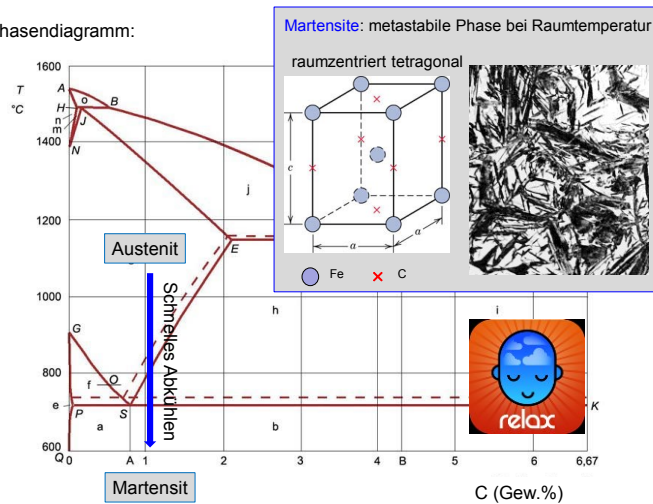 hasendiagramm:
Martensite: metastabile Phase bei Raumtemperatur
raumzentriert tetragonal
c
a
a
Fe
C
1600
T
°C
A
H
o
B
n
J
m
N
1400
j
1200
E
Austenit
Schnelles Abkühlen
1000
h
i
G
800
f
O
e
P
S
K
a
b
600
Q
0
A
1
2
3
4
B
5
6
6,67
Martensit
C (Gew.%)
relax